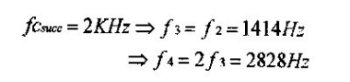 fCsucc = 2KHz ⇒ f3 = f2 = 1414Hz
⇒ f4 = 2f3 = 2828Hz